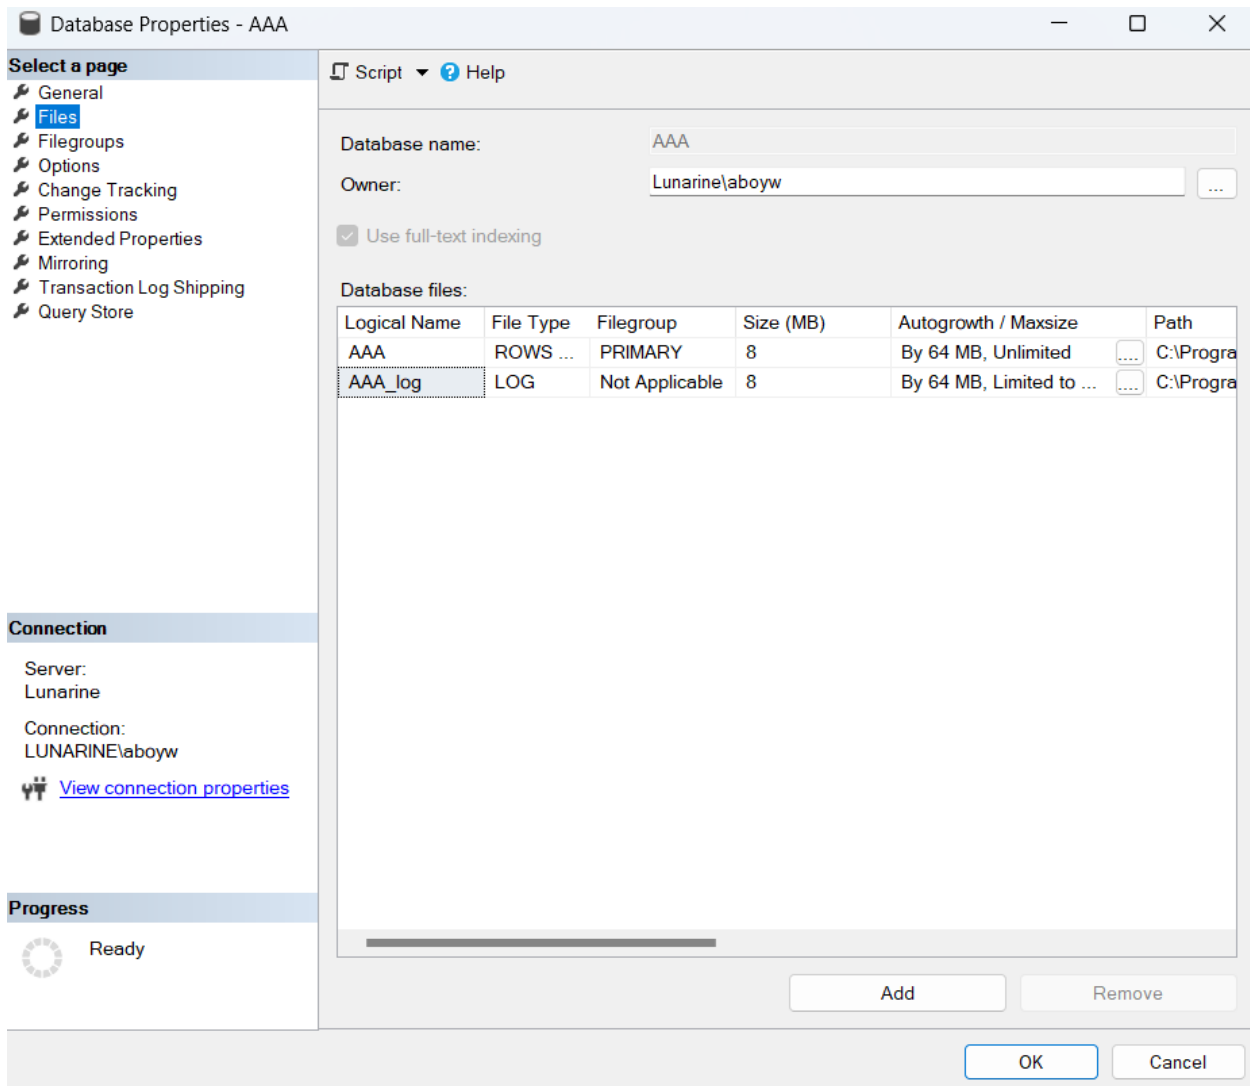 Database Properties - AAA
Select a page
General
Files
Filegroups
Options
Change Tracking
Permissions
Extended Properties
Mirroring
Transaction Log Shipping
Query Store
Connection
Server:
Lunarine
Connection:
LUNARINE\aboyw
View connection properties
Progress
Ready
Script ? Help
Database name: AAA
Owner: Lunarine\aboyw ...
Use full-text indexing
Database files:
Logical Name File Type Filegroup Size (MB) Autogrowth / Maxsize Path
AAA ROWS ... PRIMARY 8 By 64 MB, Unlimited .... C:\Progra
AAA_log LOG Not Applicable 8 By 64 MB, Limited to ... .... C:\Progra
Add Remove
OK Cancel